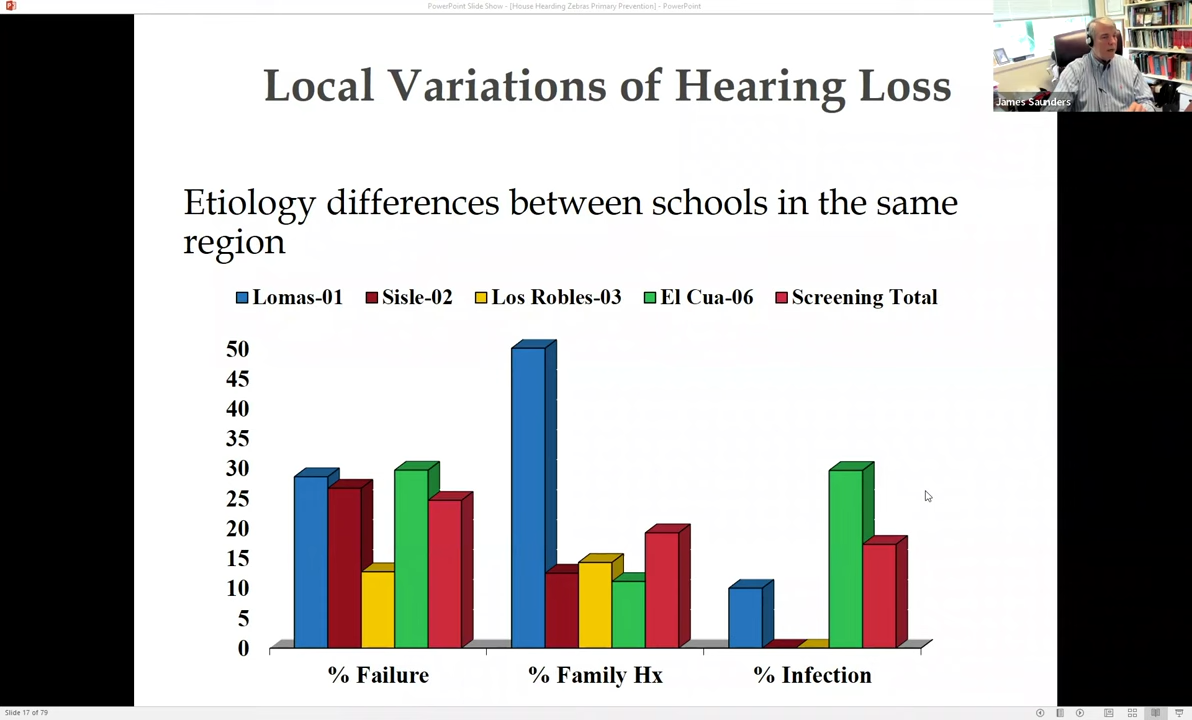 PowerPoint Slide Show - [House Hearding Zebras Primary Prevention] - PowerPoint
James Saunders
Local Variations of Hearing Loss
Etiology differences between schools in the same
region
Lomas-01 Sisle-02 Los Robles-03 El Cua-06 Screening Total
50
45
40
35
30
25
20
15
10
5
0
% Failure % Family Hx % Infection
Slide 17 of 79